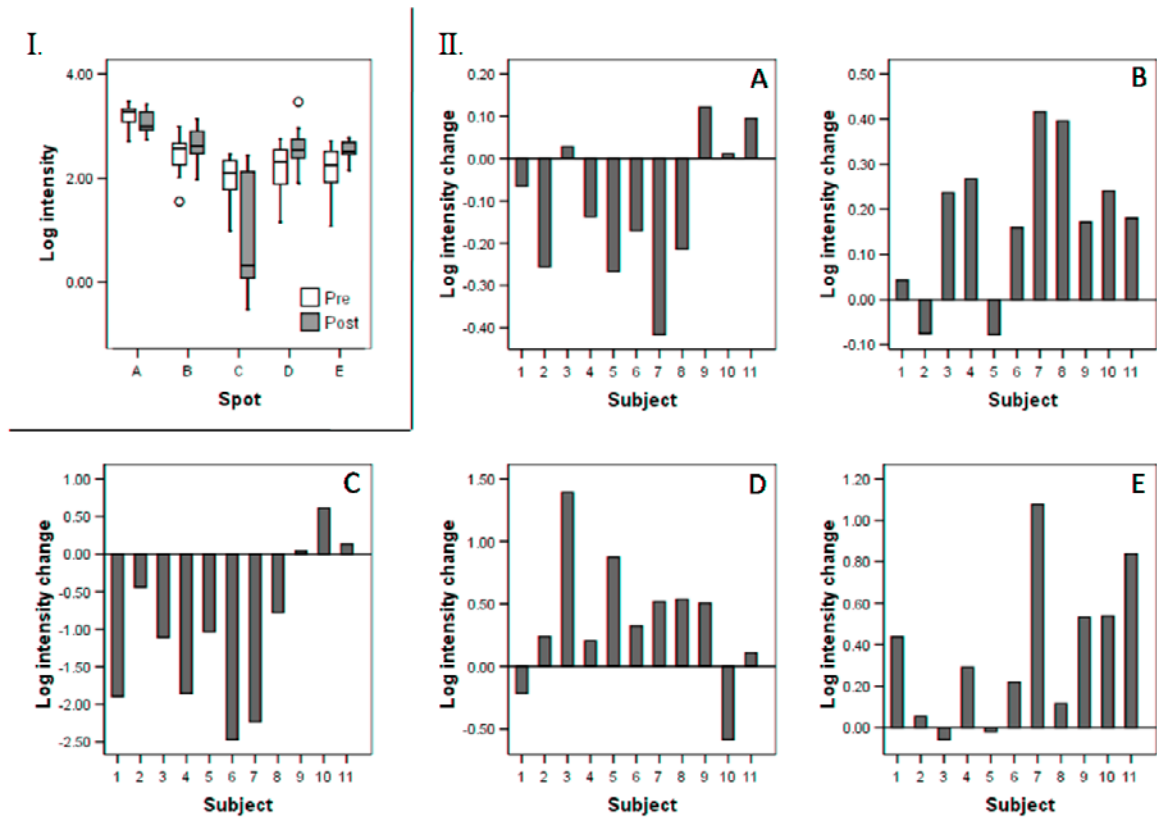 I.
4.00
2.00
0.00
Log intensity
Pre
Post
A B C D E
Spot
II.
A
0.20
0.10
0.00
-0.10
-0.20
-0.30
-0.40
Log intensity change
1 2 3 4 5 6 7 8 9 10 11
Subject
B
0.50
0.40
0.30
0.20
0.10
0.00
-0.10
Log intensity change
1 2 3 4 5 6 7 8 9 10 11
Subject
C
1.00
0.50
0.00
-0.50
-1.00
-1.50
-2.00
-2.50
Log intensity change
1 2 3 4 5 6 7 8 9 10 11
Subject
D
1.50
1.00
0.50
0.00
-0.50
Log intensity change
1 2 3 4 5 6 7 8 9 10 11
Subject
E
1.20
1.00
0.80
0.60
0.40
0.20
0.00
Log intensity change
1 2 3 4 5 6 7 8 9 10 11
Subject